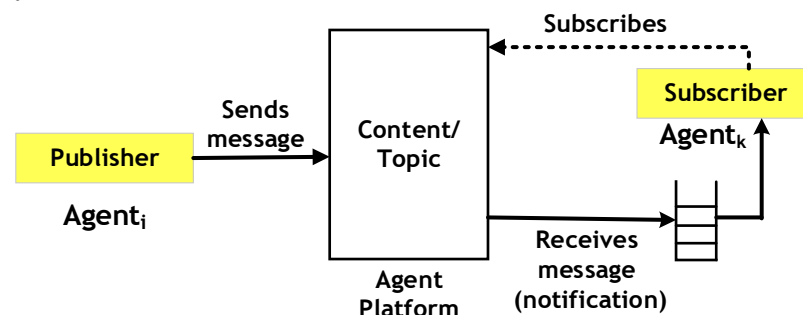 Subscribes
Subscriber
Agentk
Sends
message
Content/
Topic
Publisher
Agenti
Receives
message
(notification)
Agent
Platform